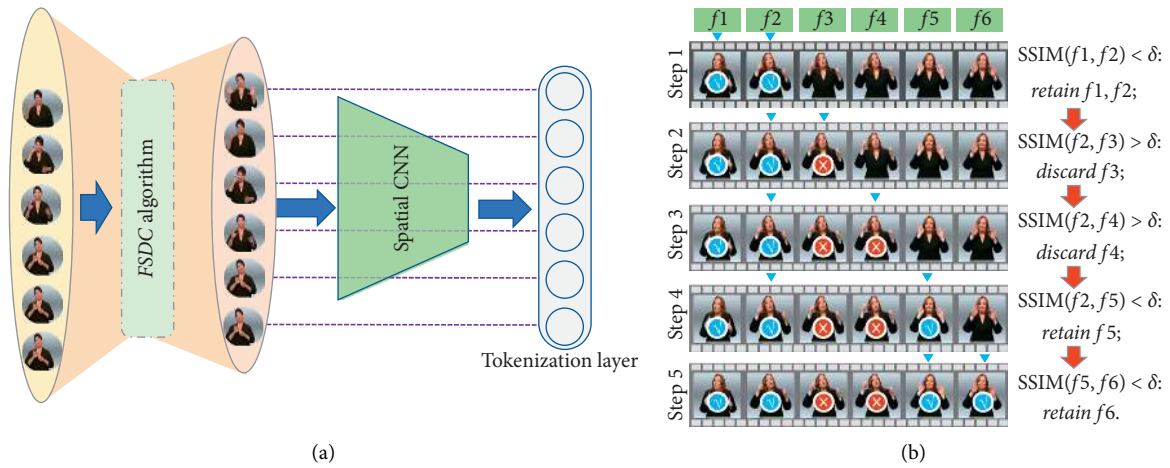 FSDC algorithm
Spatial CNN
Tokenization layer
(a)
f1 f2 f3 f4 f5 f6
Step 1
SSIM(f1, f2) < δ:
retain f1, f2;
Step 2
SSIM(f2, f3) > δ:
discard f3;
Step 3
SSIM(f2, f4) > δ:
discard f4;
Step 4
SSIM(f2, f5) < δ:
retain f5;
Step 5
SSIM(f5, f6) < δ:
retain f6.
(b)